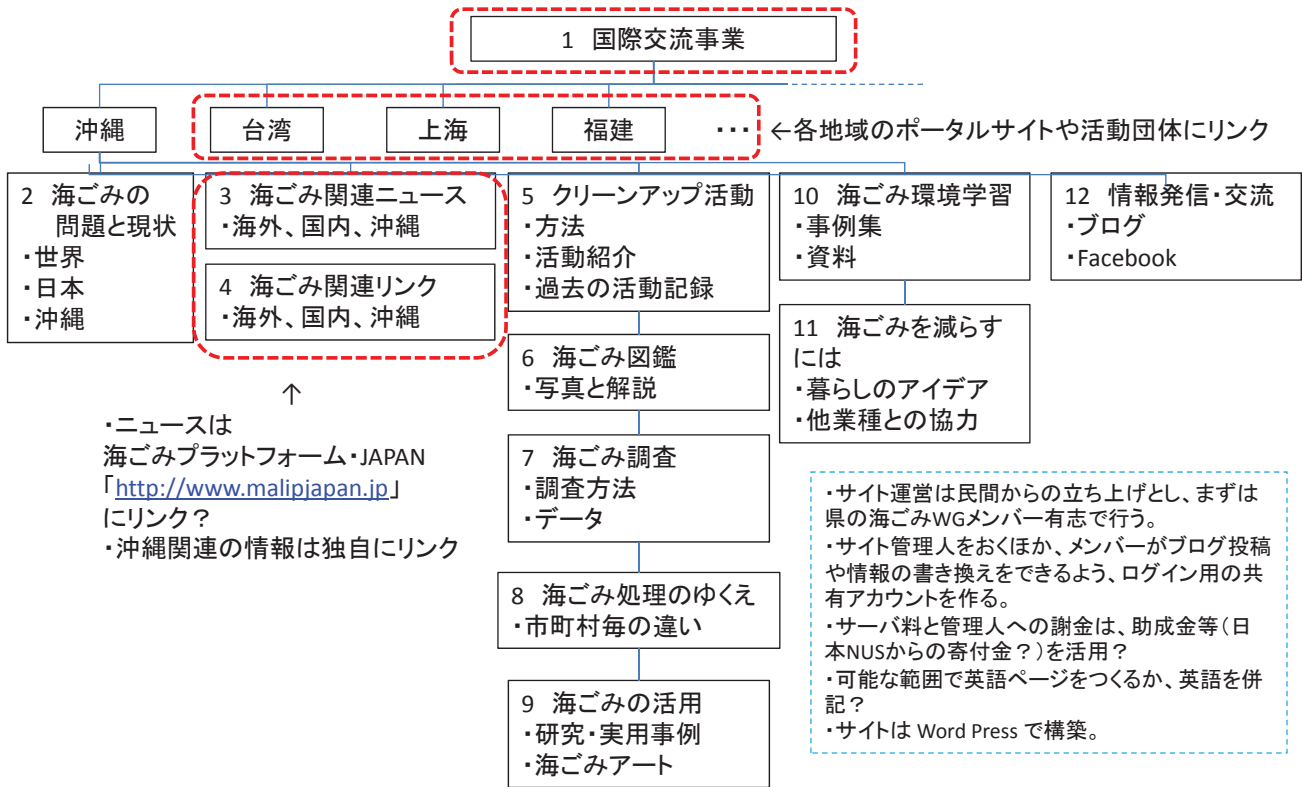 1 国際交流事業
沖縄
台湾
上海
福建
・・・ ←各地域のポータルサイトや活動団体にリンク
2 海ごみの
問題と現状
・世界
・日本
・沖縄
3 海ごみ関連ニュース
・海外、国内、沖縄
4 海ごみ関連リンク
・海外、国内、沖縄
↑
・ニュースは
海ごみプラットフォーム・JAPAN
「http://www.malipjapan.jp」
にリンク？
・沖縄関連の情報は独自にリンク
5 クリーンアップ活動
・方法
・活動紹介
・過去の活動記録
6 海ごみ図鑑
・写真と解説
7 海ごみ調査
・調査方法
・データ
8 海ごみ処理のゆくえ
・市町村毎の違い
9 海ごみの活用
・研究・実用事例
・海ごみアート
10 海ごみ環境学習
・事例集
・資料
11 海ごみを減らす
には
・暮らしのアイデア
・他業種との協力
12 情報発信・交流
・ブログ
・Facebook
・サイト運営は民間からの立ち上げとし、まずは
県の海ごみWGメンバー有志で行う。
・サイト管理人をおくほか、メンバーがブログ投稿
や情報の書き換えをできるよう、ログイン用の共
有アカウントを作る。
・サーバ料と管理人への謝金は、助成金等（日
本NUSからの寄付金？）を活用？
・可能な範囲で英語ページをつくるか、英語を併
記？
・サイトは Word Press で構築。